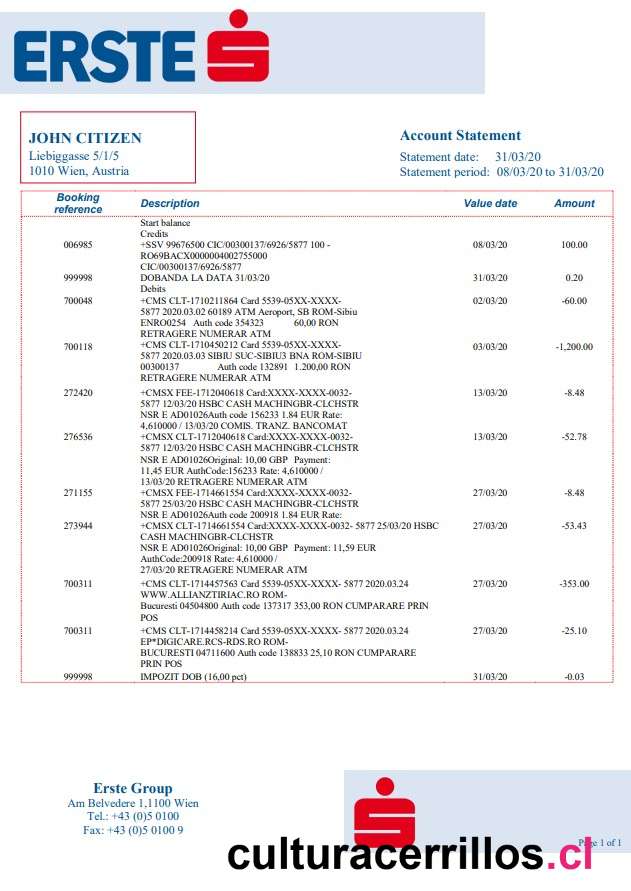 ERSTE
JOHN CITIZEN
Liebiggasse 5/1/5
1010 Wien, Austria
Account Statement
Statement date: 31/03/20
Statement period: 08/03/20 to 31/03/20
Booking reference Description Value date Amount
Start balance
Credits
006985 +SSV 99676500 CIC/00300137/6926/5877 100 - 08/03/20 100.00
RO69BACX0000004002755000
CIC/00300137/6926/5877
999998 DOBANDA LA DATA 31/03/20 31/03/20 0.20
Debits
700048 +CMS CLT-1710211864 Card 5539-05XX-XXXX- 02/03/20 -60.00
5877 2020.03.02 60189 ATM Aeroport, SB ROM-Sibiu
ENRO0254 Auth code 354323 60,00 RON
RETRAGERE NUMERAR ATM
700118 +CMS CLT-1710450212 Card 5539-05XX-XXXX- 03/03/20 -1,200.00
5877 2020.03.03 SIBIU SUC-SIBIU3 BNA ROM-SIBIU
00300137 Auth code 132891 1.200,00 RON
RETRAGERE NUMERAR ATM
272420 +CMSX FEE-1712040618 Card:XXXX-XXXX-0032- 13/03/20 -8.48
5877 12/03/20 HSBC CASH MACHINGBR-CLCHSTR
NSR E AD01026Auth code 156233 1.84 EUR Rate:
4,610000 / 13/03/20 COMIS. TRANZ. BANCOMAT
276536 +CMSX CLT-1712040618 Card:XXXX-XXXX-0032- 13/03/20 -52.78
5877 12/03/20 HSBC CASH MACHINGBR-CLCHSTR
NSR E AD01026Original: 10,00 GBP Payment:
11,45 EUR AuthCode:156233 Rate: 4,610000 /
13/03/20 RETRAGERE NUMERAR ATM
271155 +CMSX FEE-1714661554 Card:XXXX-XXXX-0032- 27/03/20 -8.48
5877 25/03/20 HSBC CASH MACHINGBR-CLCHSTR
NSR E AD01026Auth code 200918 1.84 EUR Rate:
273944 +CMSX CLT-1714661554 Card:XXXX-XXXX-0032- 5877 25/03/20 HSBC 27/03/20 -53.43
CASH MACHINGBR-CLCHSTR
NSR E AD01026Original: 10,00 GBP Payment: 11,59 EUR
AuthCode:200918 Rate: 4,610000 /
27/03/20 RETRAGERE NUMERAR ATM
700311 +CMS CLT-1714457563 Card 5539-05XX-XXXX- 5877 2020.03.24 27/03/20 -353.00
WWW.ALLIANZTIRIAC.RO ROM-
Bucuresti 04504800 Auth code 137317 353,00 RON CUMPARARE PRIN
POS
700311 +CMS CLT-1714458214 Card 5539-05XX-XXXX- 5877 2020.03.24 27/03/20 -25.10
EP*DIGICARE.RCS-RDS.RO ROM-
BUCURESTI 04711600 Auth code 138833 25,10 RON CUMPARARE
PRIN POS
999998 IMPOZIT DOB (16,00 pct) 31/03/20 -0.03
Erste Group
Am Belvedere 1,1100 Wien
Tel.: +43 (0)5 0100
Fax: +43 (0)5 0100 9
Page 1 of 1
culturacerrillos.cl